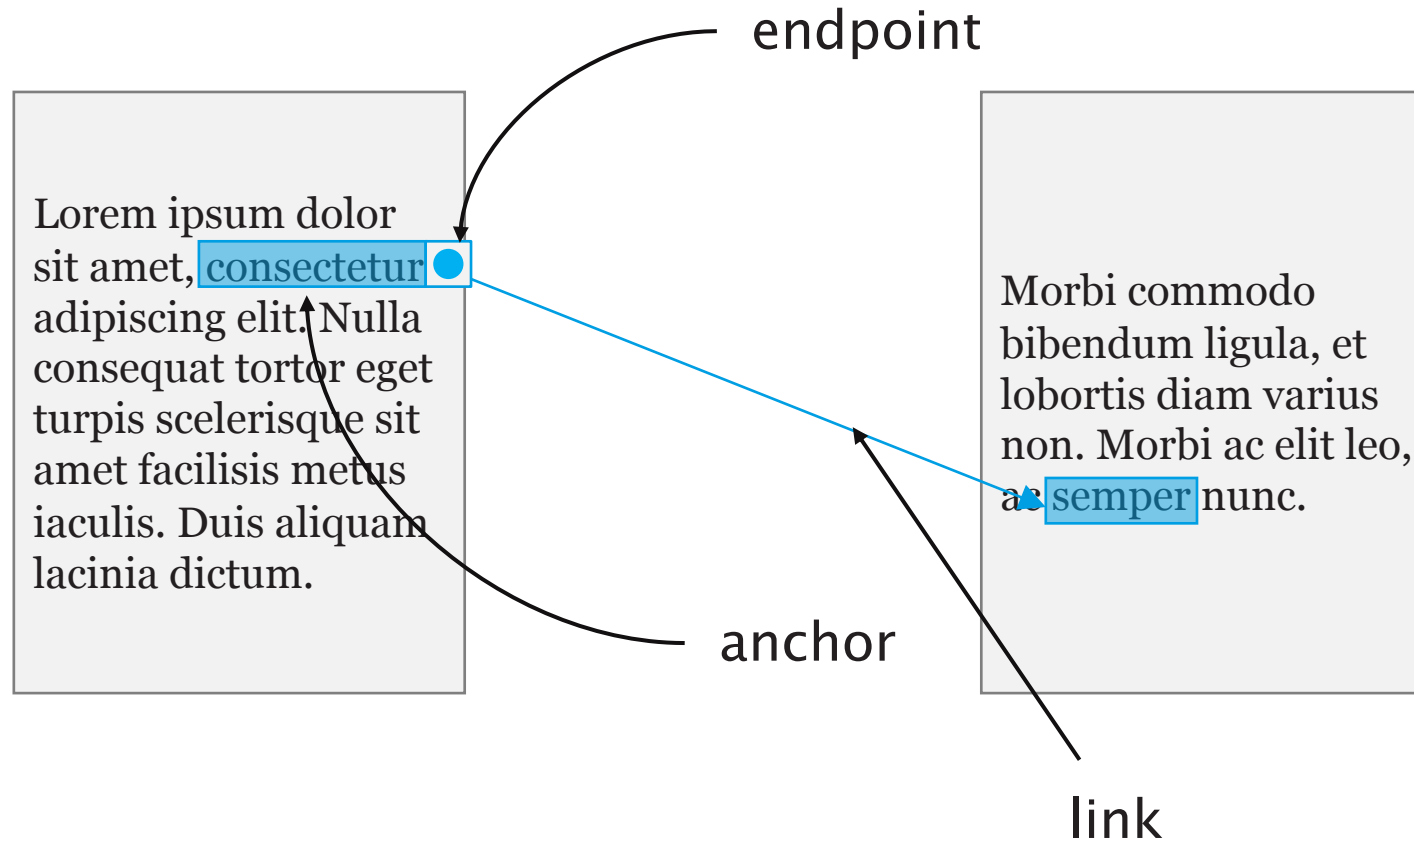 endpoint
Lorem ipsum dolor
sit amet, consectetur
adipiscing elit. Nulla
consequat tortor eget
turpis scelerisque sit
amet facilisis metus
iaculis. Duis aliquam
lacinia dictum.
Morbi commodo
bibendum ligula, et
lobortis diam varius
non. Morbi ac elit leo,
ac semper nunc.
anchor
link